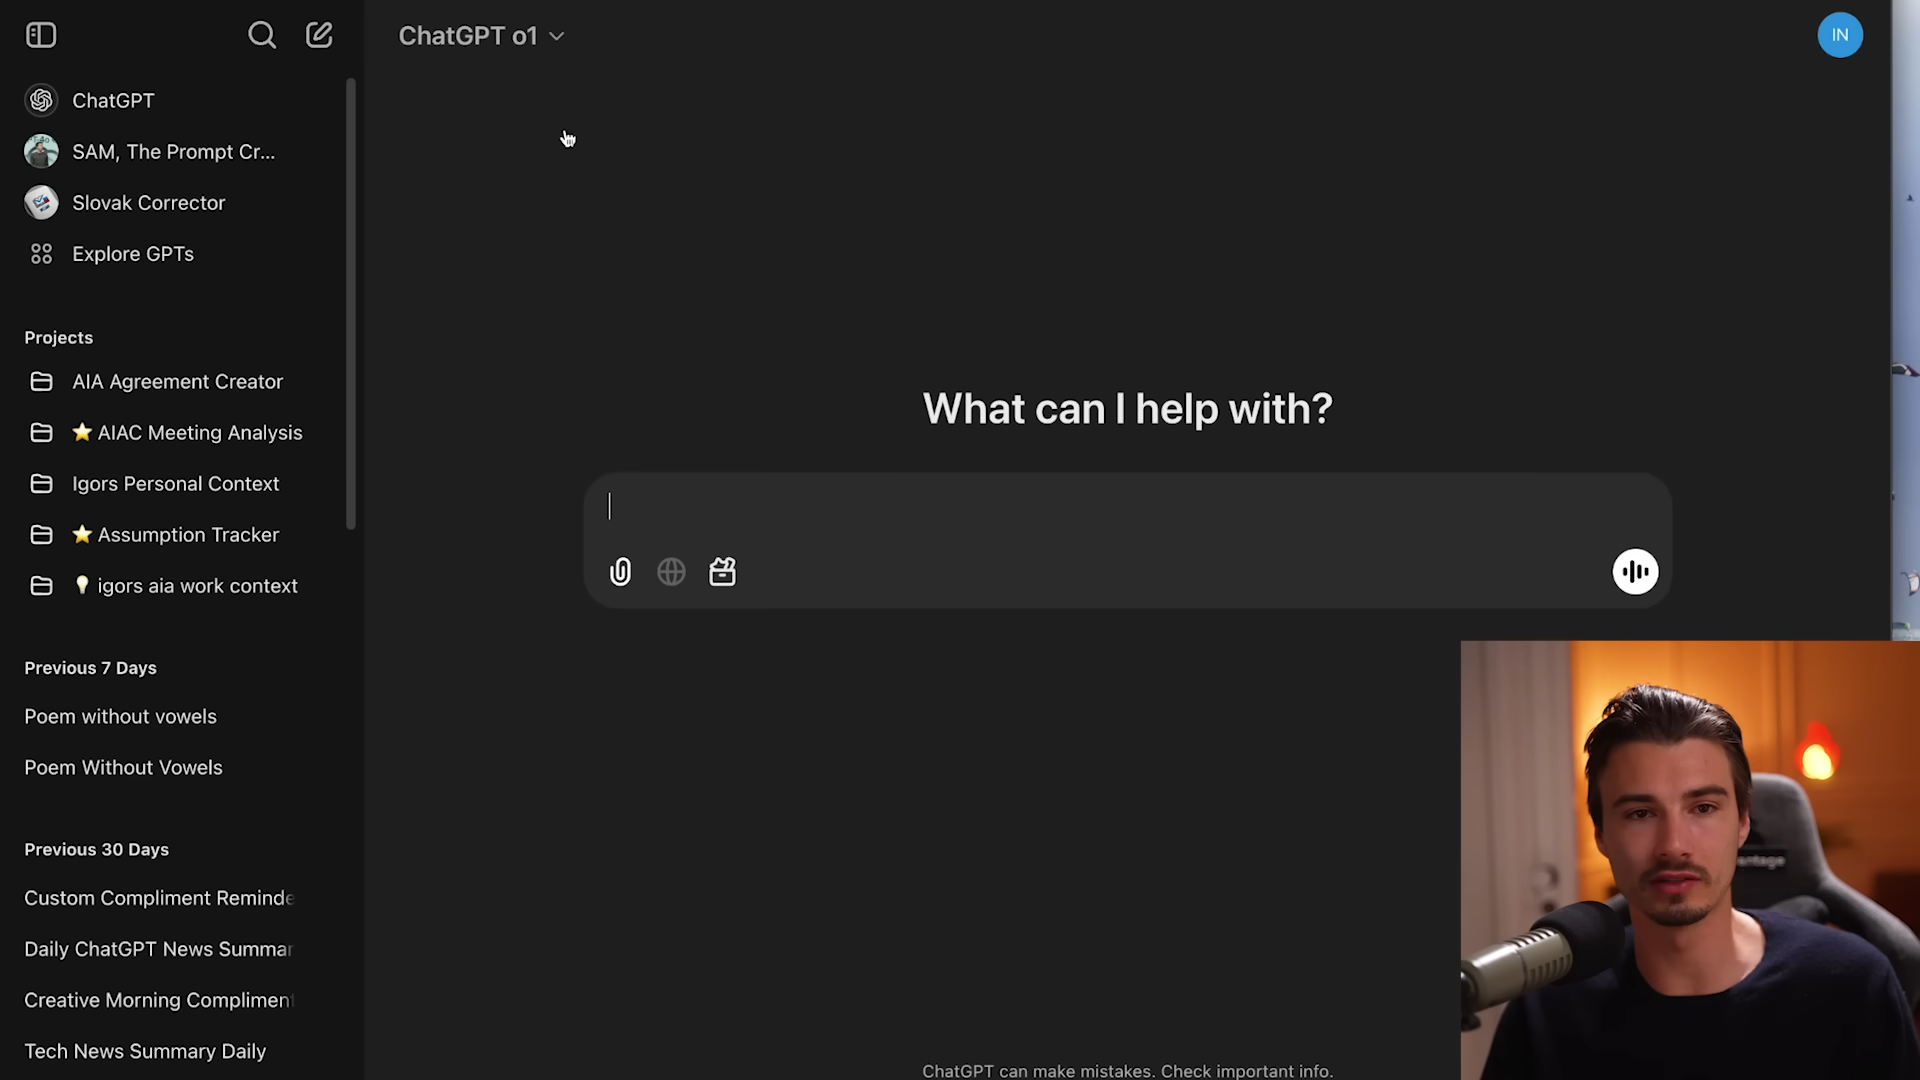 ChatGPT o1
IN
ChatGPT
SAM, The Prompt Cr...
Slovak Corrector
Explore GPTs
Projects
AIA Agreement Creator
⭐ AIAC Meeting Analysis
Igors Personal Context
⭐ Assumption Tracker
💡 igors aia work context
Previous 7 Days
Poem without vowels
Poem Without Vowels
Previous 30 Days
Custom Compliment Reminde
Daily ChatGPT News Summar
Creative Morning Compliment
Tech News Summary Daily
What can I help with?
ChatGPT can make mistakes. Check important info.